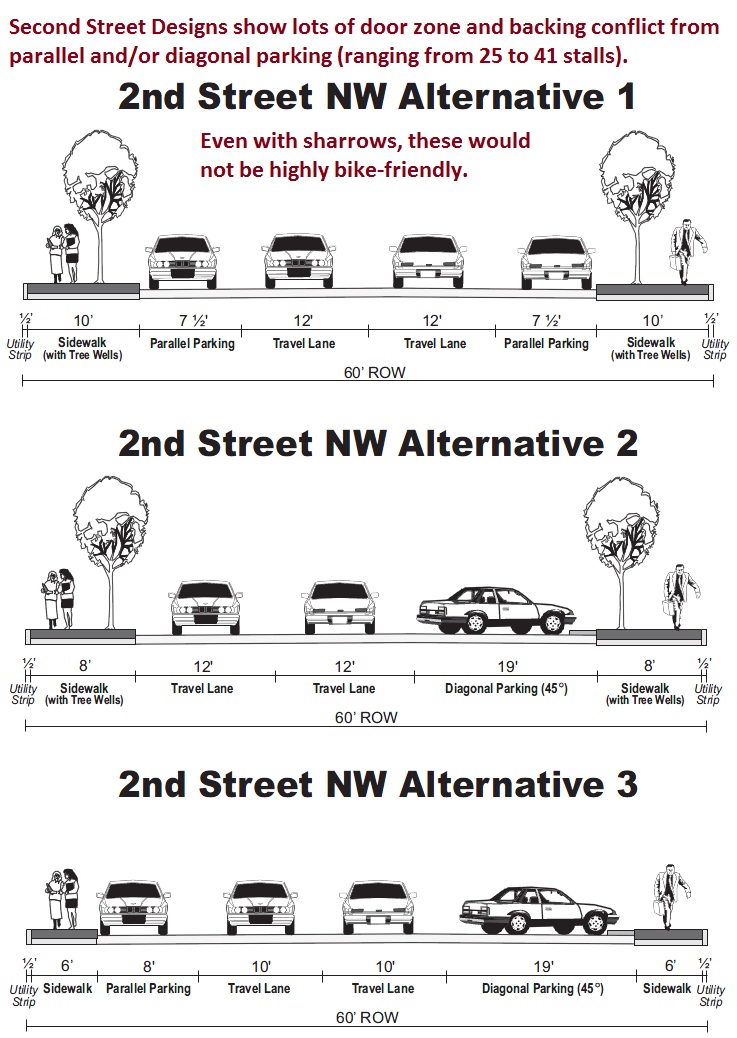 Second Street Designs show lots of door zone and backing conflict from
parallel and/or diagonal parking (ranging from 25 to 41 stalls).
2nd Street NW Alternative 1
Even with sharrows, these would
not be highly bike-friendly.
½' 10' 7 ½' 12' 12' 7 ½' 10' ½'
Utility Sidewalk Parallel Parking Travel Lane Travel Lane Parallel Parking Sidewalk Utility
Strip (with Tree Wells) (with Tree Wells) Strip
60' ROW
2nd Street NW Alternative 2
½' 8' 12' 12' 19' 8' ½'
Utility Sidewalk Travel Lane Travel Lane Diagonal Parking (45°) Sidewalk Utility
Strip (with Tree Wells) (with Tree Wells) Strip
60' ROW
2nd Street NW Alternative 3
½' 6' 8' 10' 10' 19' 6' ½'
Utility Sidewalk Parallel Parking Travel Lane Travel Lane Diagonal Parking (45°) Sidewalk Utility
Strip Strip
60' ROW